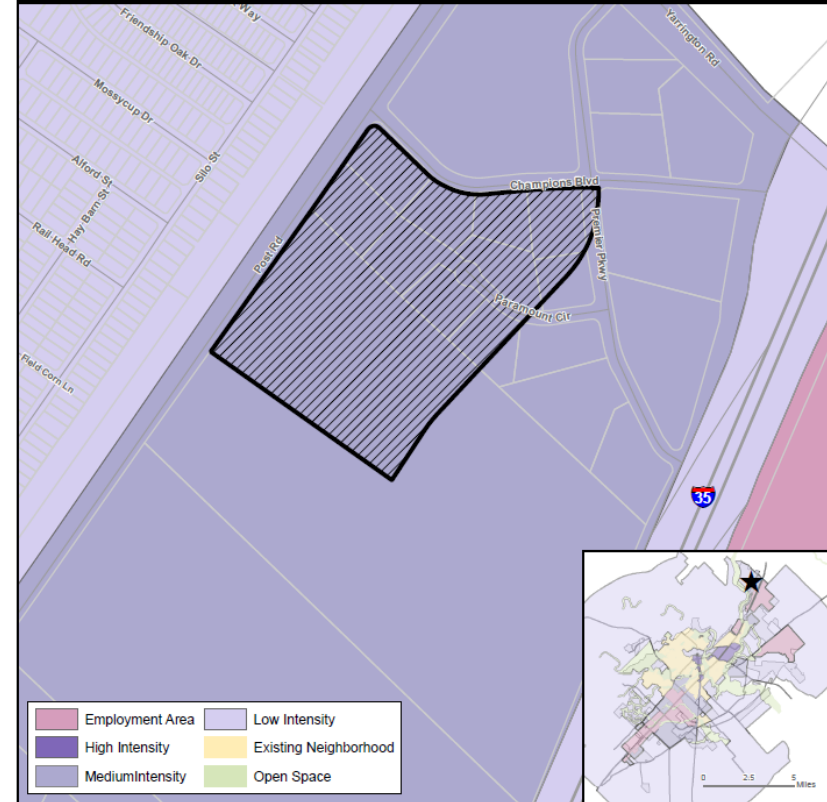 Way
Friendship Oak Dr
Mossycup Dr
Alford St
Silo St
Hay Barn St
Rail Head Rd
Field Corn Ln
Post Rd
Yarrington Rd
Champions Blvd
Premier Pkwy
Paramount Cir
35
Employment Area
Low Intensity
High Intensity
Existing Neighborhood
MediumIntensity
Open Space
0 2.5 5
Miles